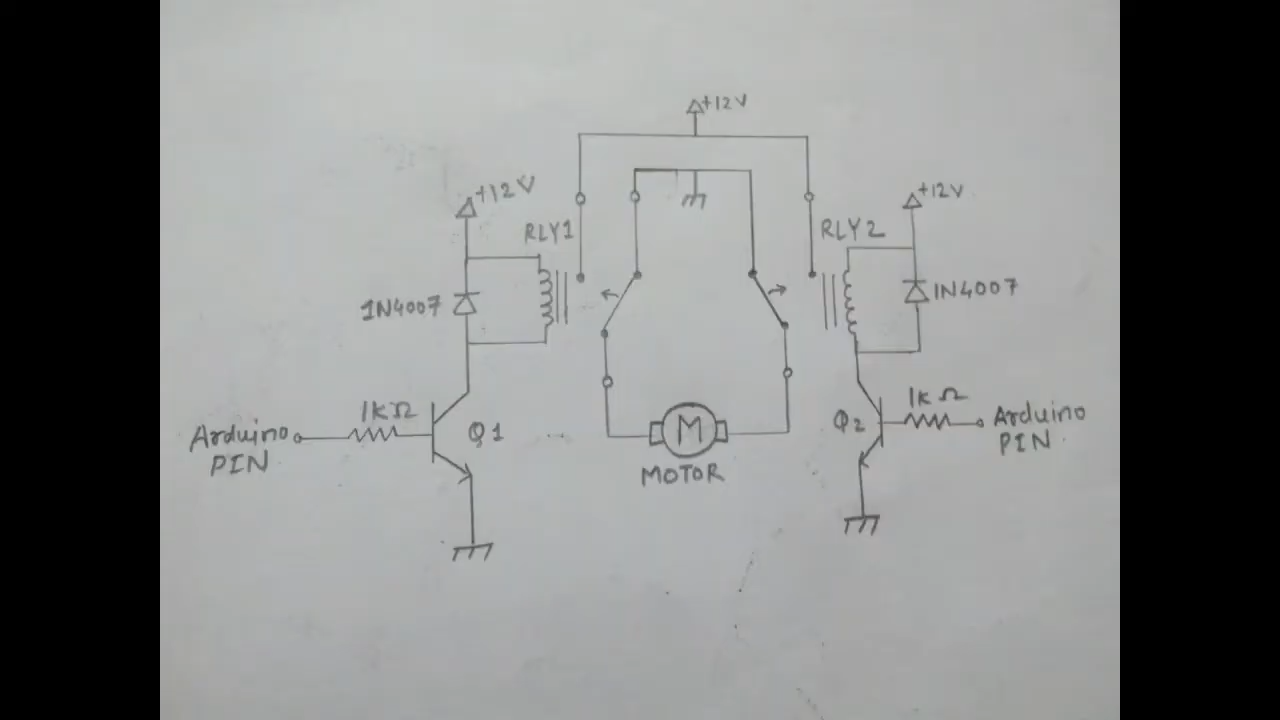 +12V
+12V
+12V
RLY1
RLY2
1N4007
1N4007
1KΩ
1KΩ
Arduino
PIN
Q1
M
MOTOR
Q2
Arduino
PIN